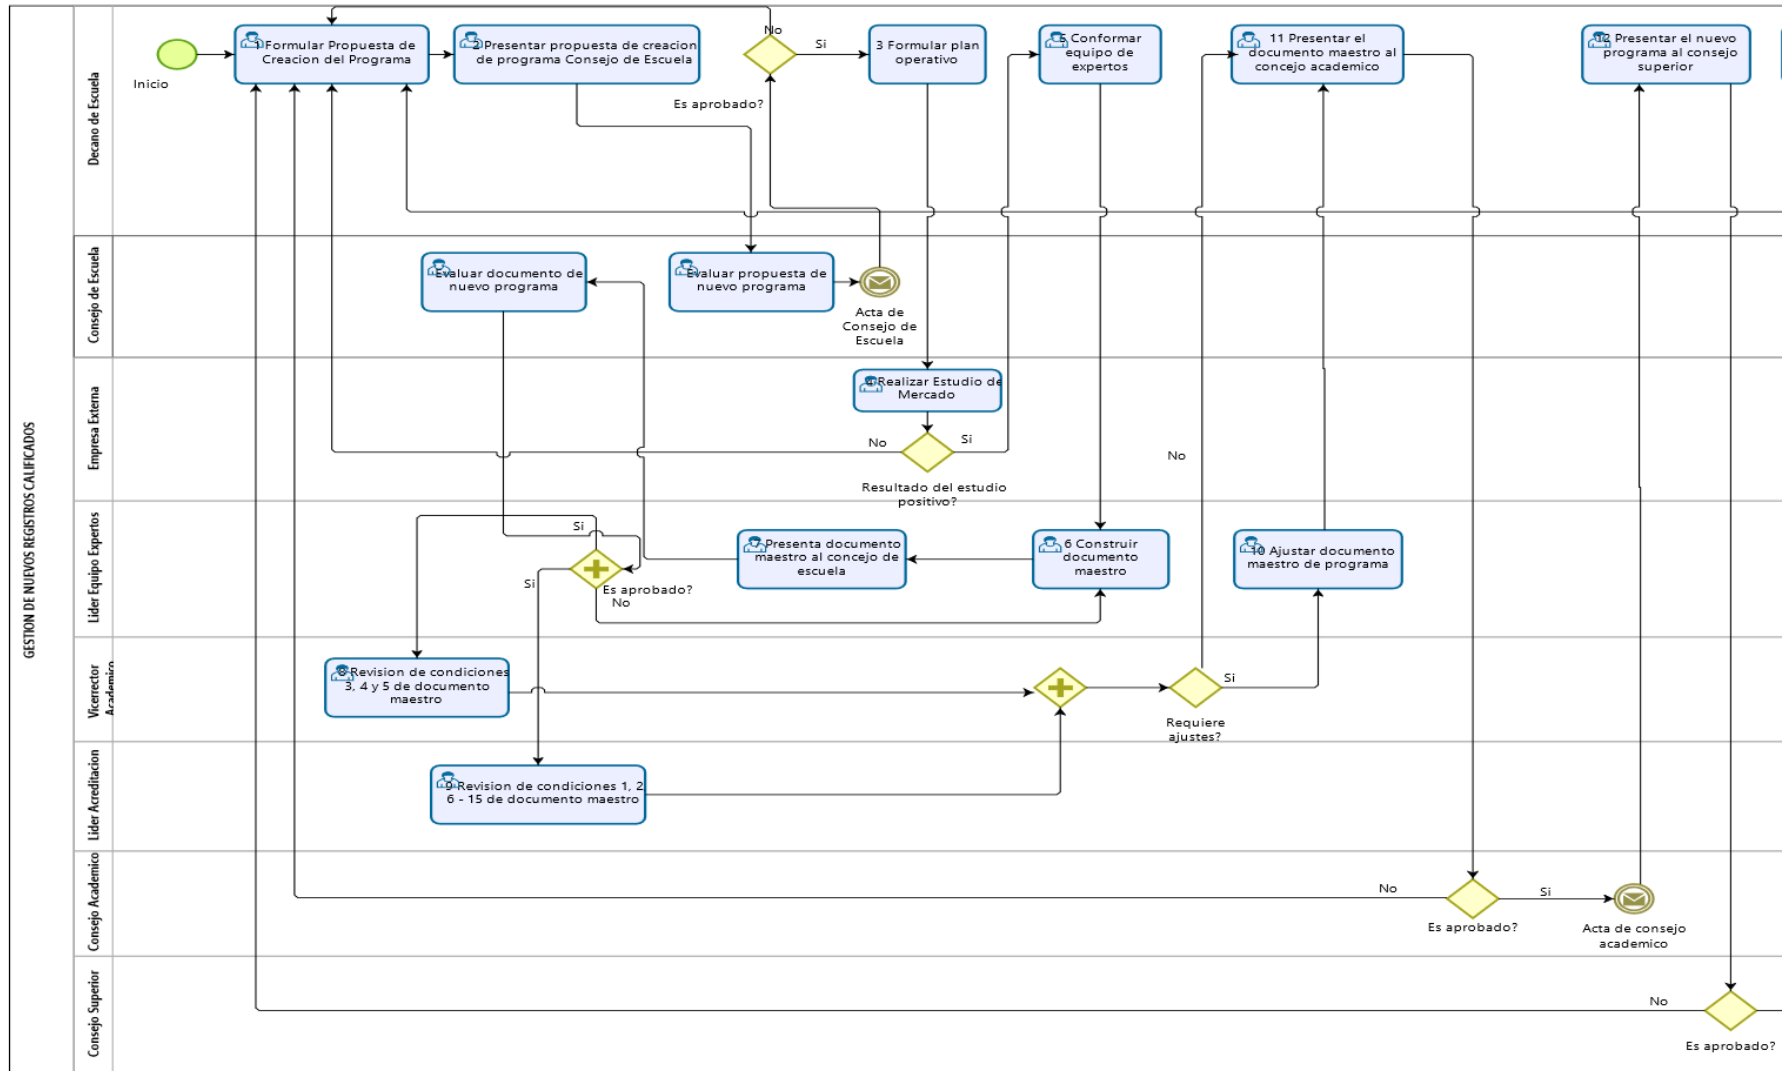 GESTION DE NUEVOS REGISTROS CALIFICADOS
Decano de Escuela
Inicio
1 Formular Propuesta de
Creacion del Programa
2 Presentar propuesta de creacion
de programa Consejo de Escuela
No
Si
Es aprobado?
3 Formular plan
operativo
5 Conformar
equipo de
expertos
11 Presentar el
documento maestro al
concejo academico
12 Presentar el nuevo
programa al consejo
superior
Consejo de Escuela
Evaluar documento de
nuevo programa
Evaluar propuesta de
nuevo programa
Acta de
Consejo de
Escuela
Empresa Externa
4 Realizar Estudio de
Mercado
No
Si
Resultado del estudio
positivo?
No
Lider Equipo Expertos
Si
Si
Es aprobado?
No
7 Presenta documento
maestro al concejo de
escuela
6 Construir
documento
maestro
10 Ajustar documento
maestro de programa
Vicerrector
Academico
8 Revision de condiciones
3, 4 y 5 de documento
maestro
Si
Requiere
ajustes?
Lider Acreditacion
9 Revision de condiciones 1, 2
6 - 15 de documento maestro
Consejo Academico
No
Si
Es aprobado?
Acta de consejo
academico
Consejo Superior
No
Es aprobado?